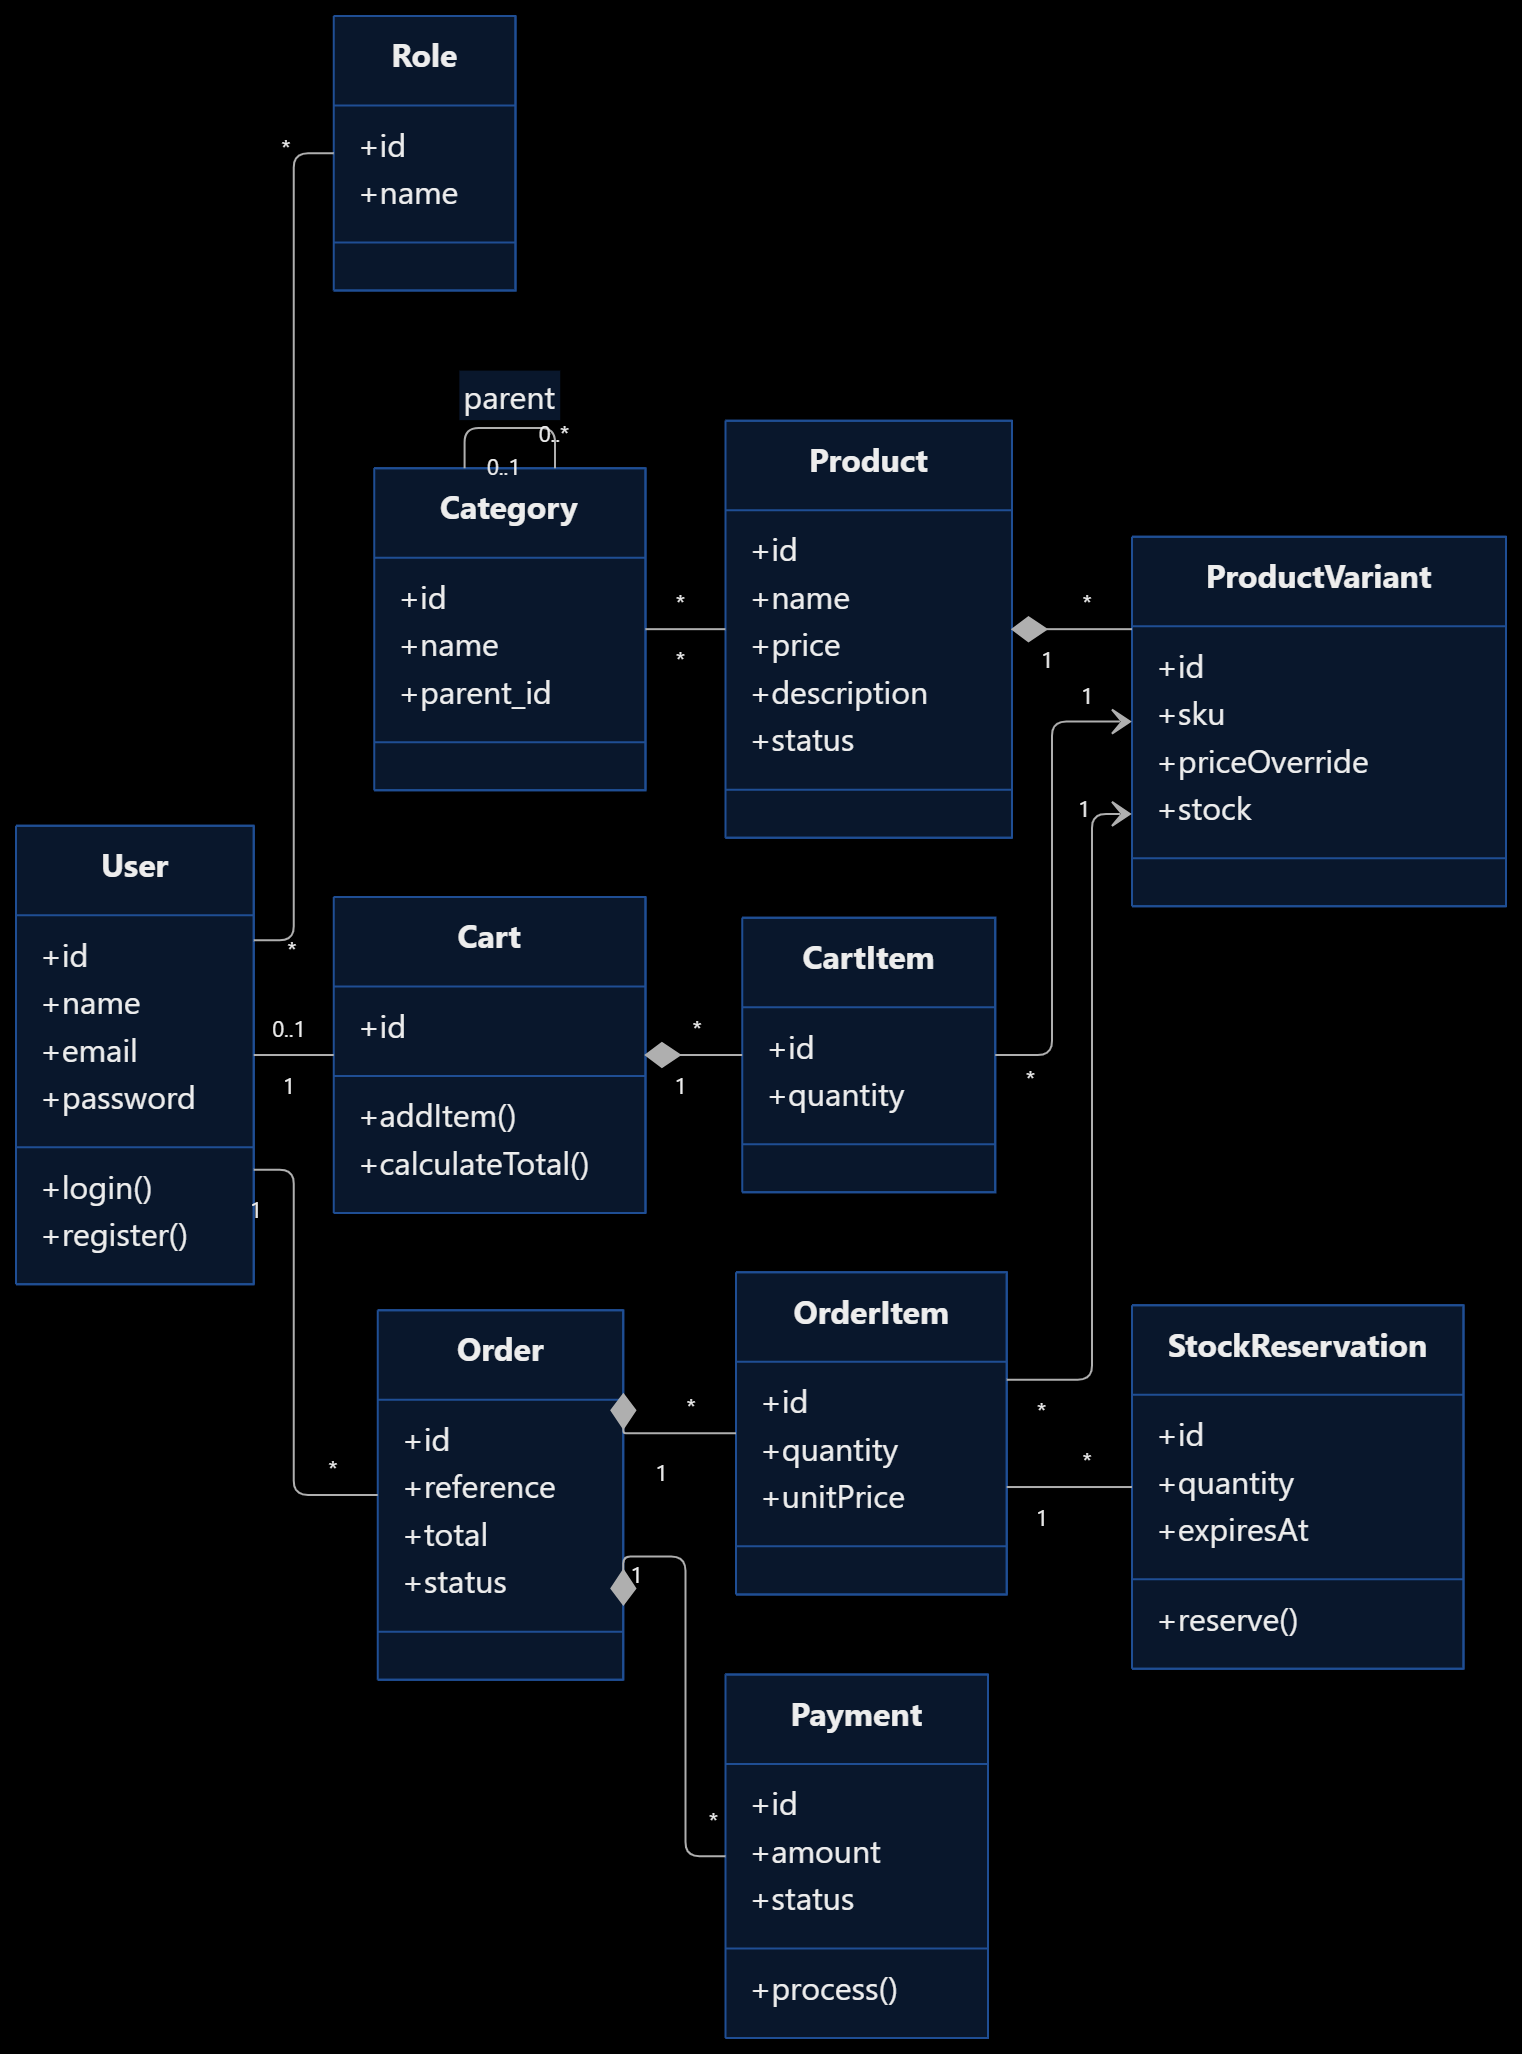 Role
+id
+name
*
parent
0..*
0..1
Category
+id
+name
+parent_id
*
*
Product
+id
+name
+price
+description
+status
*
1
ProductVariant
+id
+sku
+priceOverride
+stock
1
1
User
+id
+name
+email
+password
+login()
+register()
*
0..1
1
1
Cart
+id
+addItem()
+calculateTotal()
*
1
CartItem
+id
+quantity
*
Order
+id
+reference
+total
+status
*
*
1
1
OrderItem
+id
+quantity
+unitPrice
*
*
1
StockReservation
+id
+quantity
+expiresAt
+reserve()
Payment
+id
+amount
+status
+process()
*